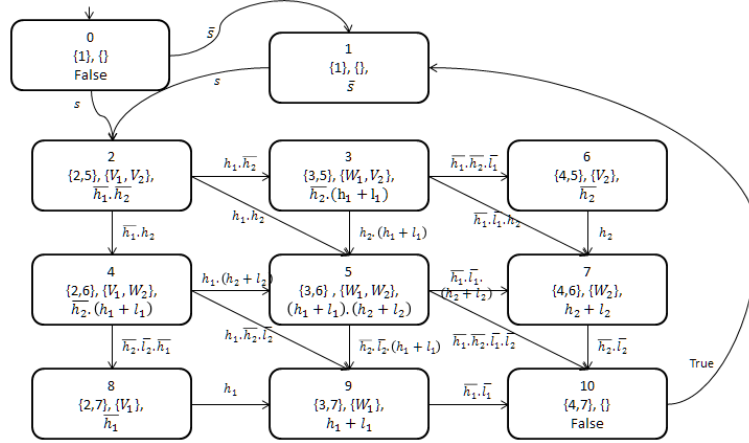 0
{1}, {}
False
s̄
1
{1}, {},
s̄
s
s
2
{2,5}, {V₁, V₂},
h̅₁.h̅₂
h₁.h̅₂
3
{3,5}, {W₁, V₂}
h̅₂.(h₁ + l₁)
h̅₁.h̅₂.l̅₁
6
{4,5}, {V₂},
h̅₂
h₁.h₂
h̅₁.l̅₁.h₂
h̅₁.h₂
h₂.(h₁ + l₁)
h₂
4
{2,6}, {V₁, W₂},
h̅₂.(h₁ + l₁)
h₁.(h₂ + l₂)
5
{3,6} , {W₁, W₂},
(h₁ + l₁).(h₂ + l₂)
h̅₁.l̅₁.
(h₂ + l₂)
7
{4,6}, {W₂},
h₂ + l₂
h₁.h̅₂.l̅₂
h̅₁.h̅₂.l̅₁.l̅₂
h̅₂.l̅₂.h̅₁
h̅₂.l̅₂.(h₁ + l₁)
h̅₂.l̅₂
True
8
{2,7}, {V₁},
h̅₁
h₁
9
{3,7}, {W₁},
h₁ + l₁
h̅₁.l̅₁
10
{4,7}, {}
False